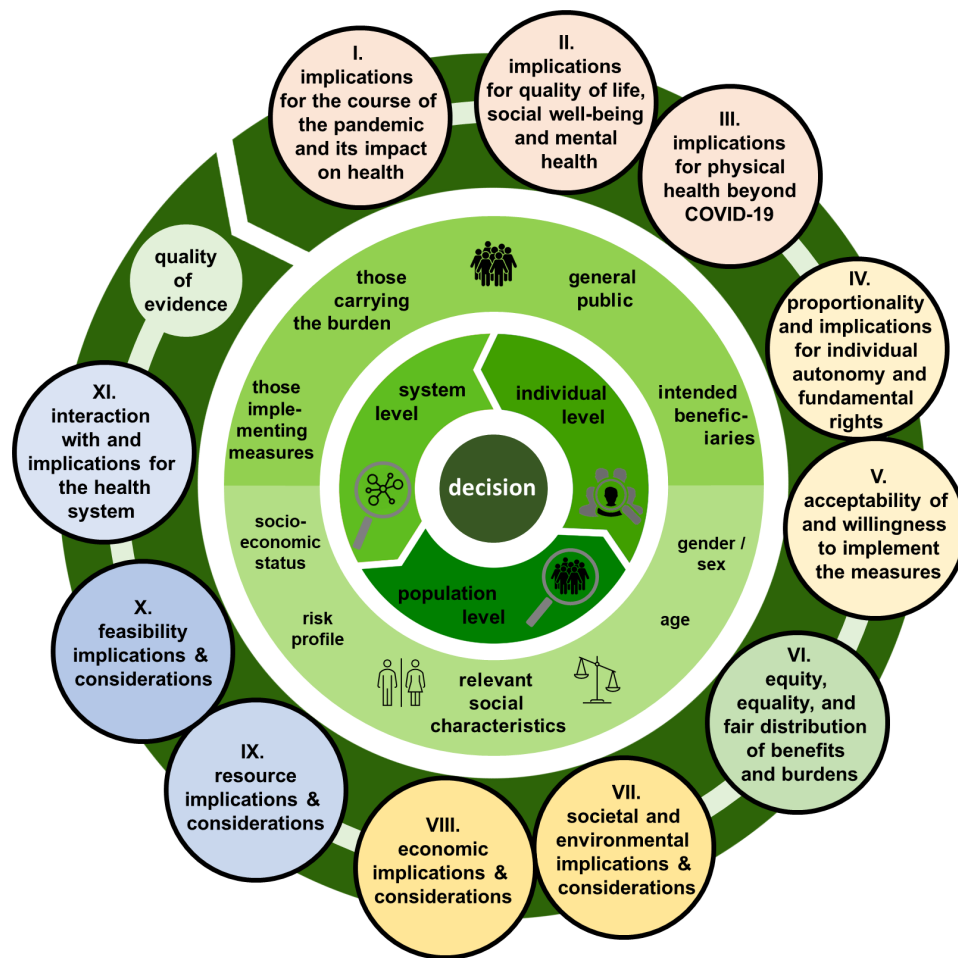 I.
implications
for the course of
the pandemic
and its impact
on health
II.
implications
for quality of life,
social well-being
and mental
health
III.
implications
for physical
health beyond
COVID-19
IV.
proportionality
and implications
for individual
autonomy and
fundamental
rights
V.
acceptability of
and willingness
to implement
the measures
VI.
equity,
equality, and
fair distribution
of benefits
and burdens
VII.
societal and
environmental
implications &
considerations
VIII.
economic
implications &
considerations
IX.
resource
implications &
considerations
X.
feasibility
implications &
considerations
XI.
interaction
with and
implications for
the health
system
quality
of
evidence
those
carrying
the burden
general
public
those
imple-
menting
measures
intended
benefic-
iaries
socio-
economic
status
gender /
sex
risk
profile
age
relevant
social
characteristics
system
level
individual
level
population
level
decision